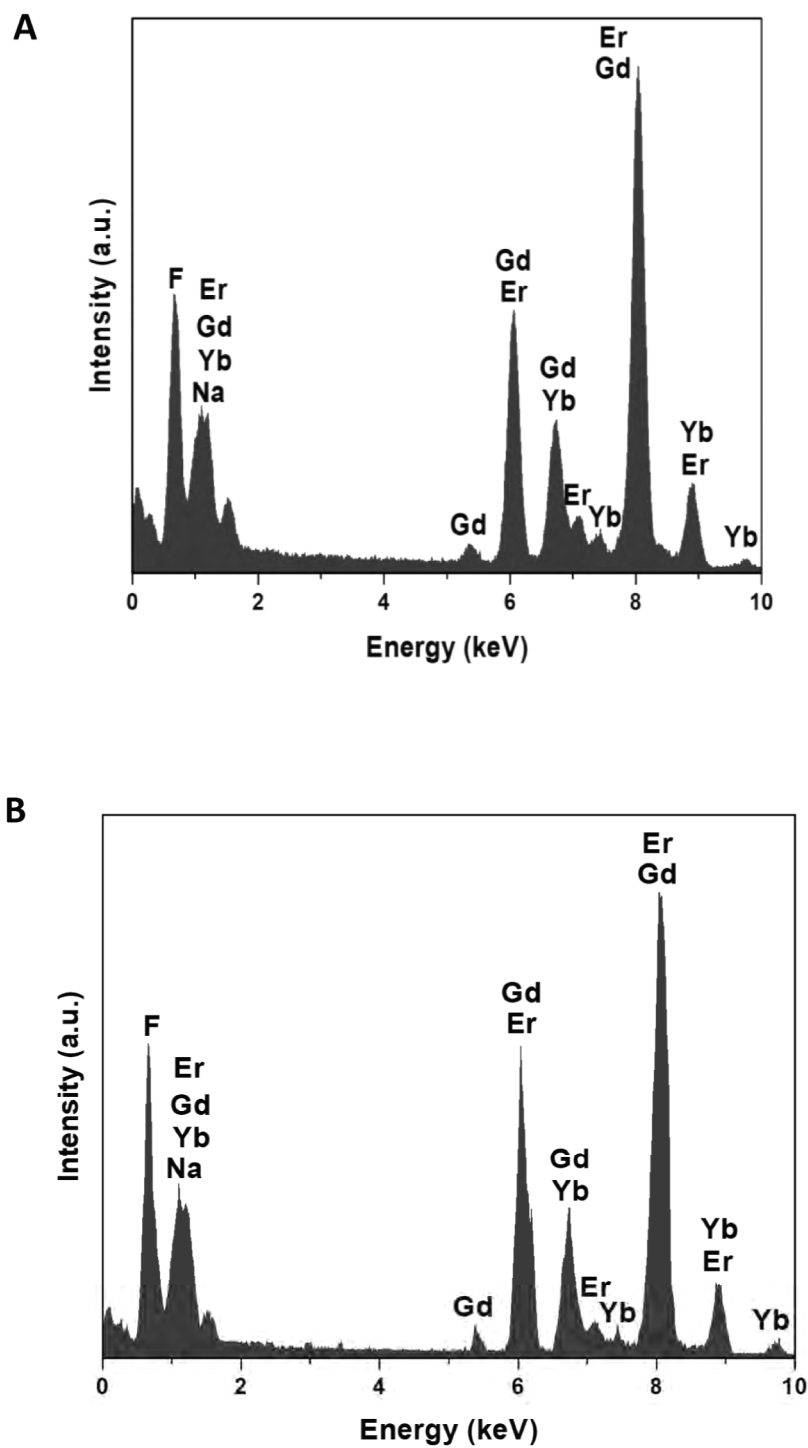 A
Er
Gd
Gd
Er
F
Er
Gd
Yb
Na
Gd
Yb
Yb
Er
Er
Yb
Gd
Yb
Intensity (a.u.)
0 2 4 6 8 10
Energy (keV)
B
Er
Gd
Gd
Er
F
Er
Gd
Yb
Na
Gd
Yb
Yb
Er
Er
Yb
Gd
Yb
Intensity (a.u.)
0 2 4 6 8 10
Energy (keV)